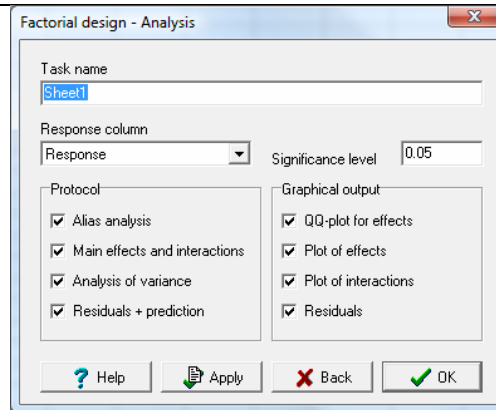 Factorial design - Analysis
Task name
Sheet1
Response column
Response
Significance level 0.05
Protocol
Alias analysis
Main effects and interactions
Analysis of variance
Residuals + prediction
Graphical output
QQ-plot for effects
Plot of effects
Plot of interactions
Residuals
? Help
Apply
Back
OK